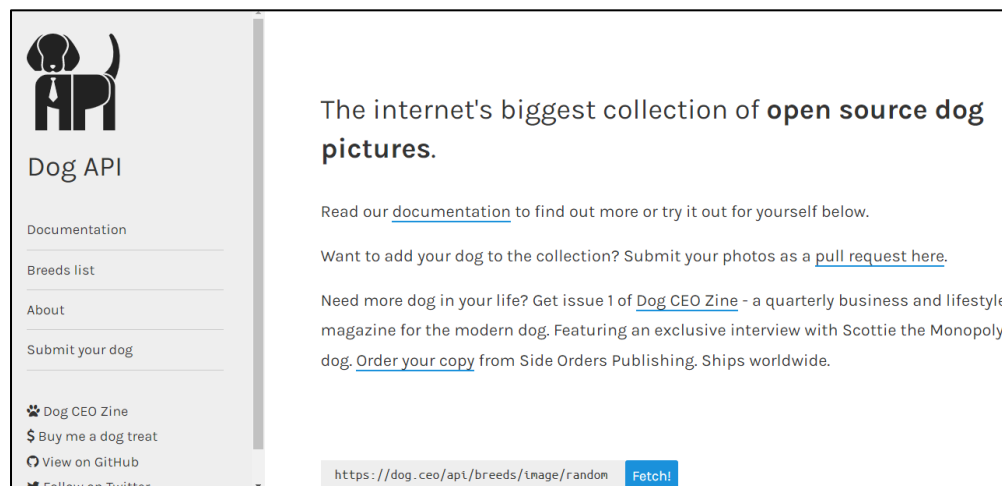 API
Dog API
Documentation
Breeds list
About
Submit your dog
Dog CEO Zine
$ Buy me a dog treat
View on GitHub
Follow on Twitter
The internet's biggest collection of open source dog
pictures.
Read our documentation to find out more or try it out for yourself below.
Want to add your dog to the collection? Submit your photos as a pull request here.
Need more dog in your life? Get issue 1 of Dog CEO Zine - a quarterly business and lifestyle
magazine for the modern dog. Featuring an exclusive interview with Scottie the Monopoly
dog. Order your copy from Side Orders Publishing. Ships worldwide.
https://dog.ceo/api/breeds/image/random Fetch!